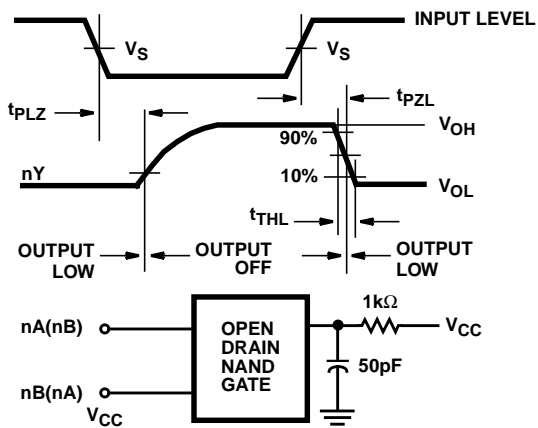 INPUT LEVEL
VS
VS
tPLZ
tPZL
VOH
90%
nY
10%
VOL
tTHL
OUTPUT
LOW
OUTPUT
OFF
OUTPUT
LOW
nA(nB)
OPEN
DRAIN
NAND
GATE
1kΩ
VCC
50pF
nB(nA)
VCC